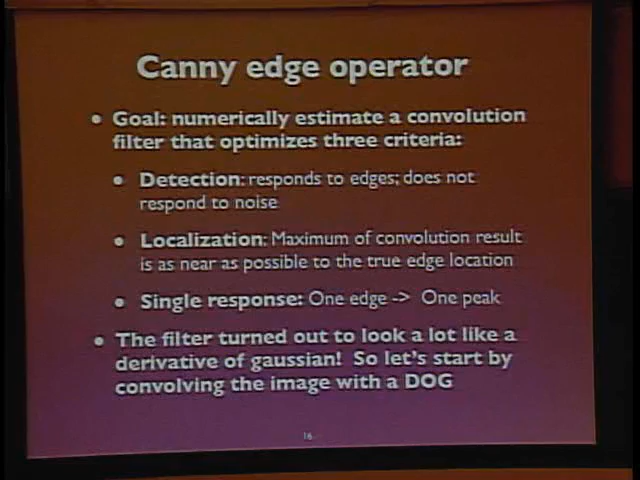 Canny edge operator
• Goal: numerically estimate a convolution
filter that optimizes three criteria:
• Detection: responds to edges; does not
respond to noise
• Localization: Maximum of convolution result
is as near as possible to the true edge location
• Single response: One edge -> One peak
• The filter turned out to look a lot like a
derivative of gaussian! So let's start by
convolving the image with a DOG
16